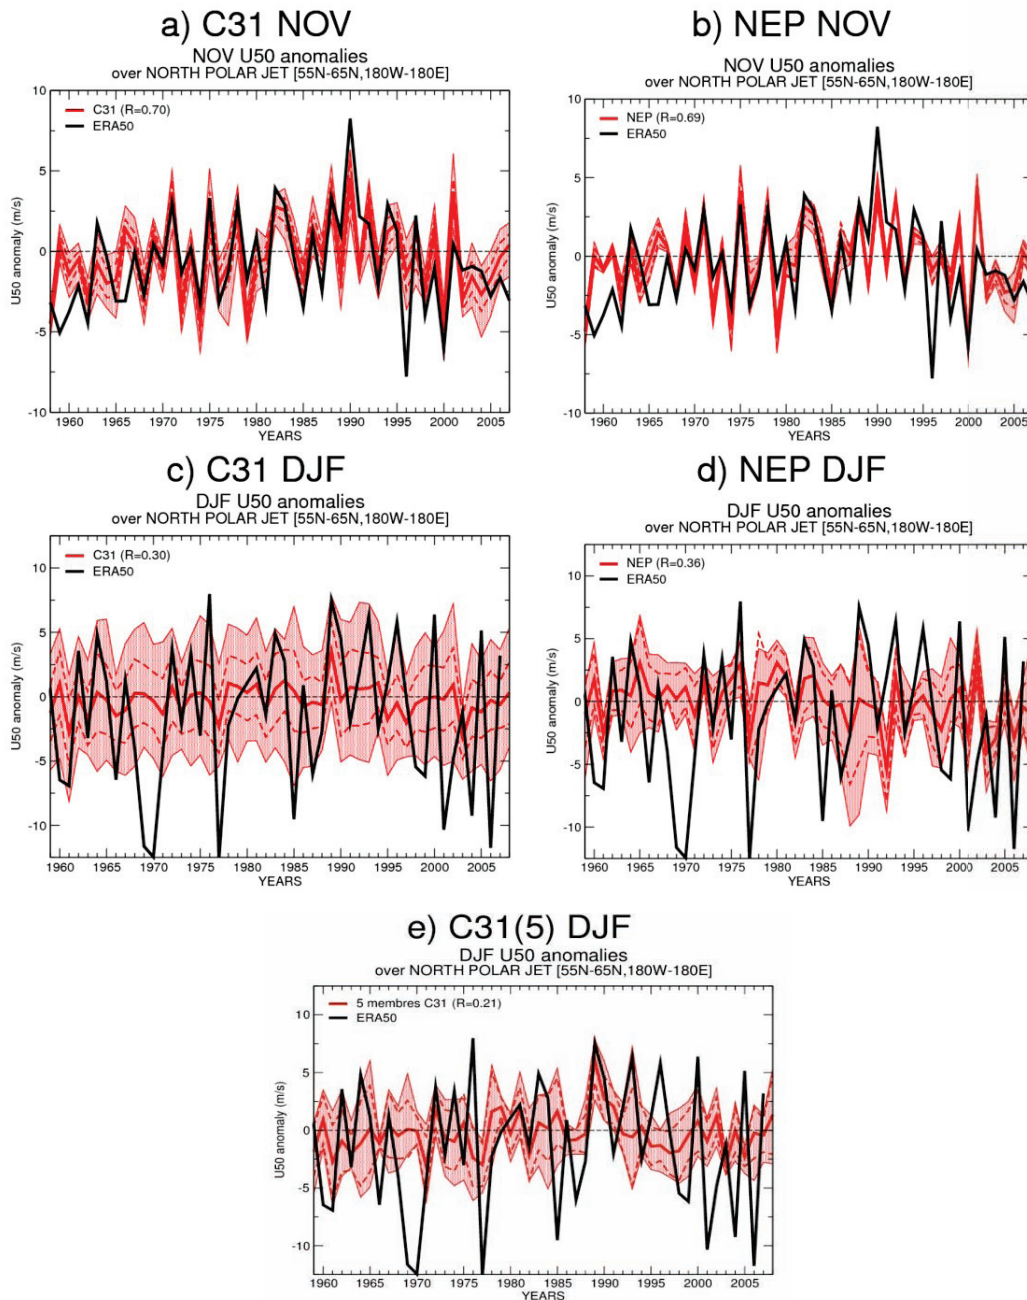 a) C31 NOV
NOV U50 anomalies
over NORTH POLAR JET [55N-65N,180W-180E]
10
5
0
-5
-10
U50 anomaly (m/s)
C31 (R=0.70)
ERA50
1960 1965 1970 1975 1980 1985 1990 1995 2000 2005
YEARS
b) NEP NOV
NOV U50 anomalies
over NORTH POLAR JET [55N-65N,180W-180E]
10
5
0
-5
-10
U50 anomaly (m/s)
NEP (R=0.69)
ERA50
1960 1965 1970 1975 1980 1985 1990 1995 2000 2005
YEARS
c) C31 DJF
DJF U50 anomalies
over NORTH POLAR JET [55N-65N,180W-180E]
10
5
0
-5
-10
U50 anomaly (m/s)
C31 (R=0.30)
ERA50
1960 1965 1970 1975 1980 1985 1990 1995 2000 2005
YEARS
d) NEP DJF
DJF U50 anomalies
over NORTH POLAR JET [55N-65N,180W-180E]
10
5
0
-5
-10
U50 anomaly (m/s)
NEP (R=0.36)
ERA50
1960 1965 1970 1975 1980 1985 1990 1995 2000 2005
YEARS
e) C31(5) DJF
DJF U50 anomalies
over NORTH POLAR JET [55N-65N,180W-180E]
10
5
0
-5
-10
U50 anomaly (m/s)
5 membres C31 (R=0.21)
ERA50
1960 1965 1970 1975 1980 1985 1990 1995 2000 2005
YEARS